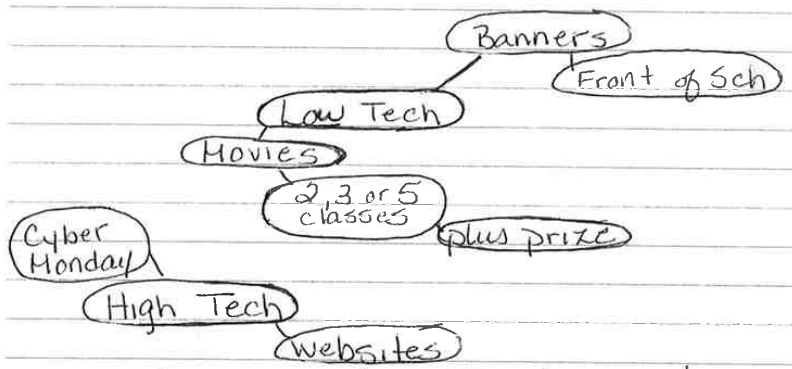 Banners
Front of Sch
Low Tech
Movies
2, 3 or 5
classes
plus prize
Cyber
Monday
High Tech
Websites